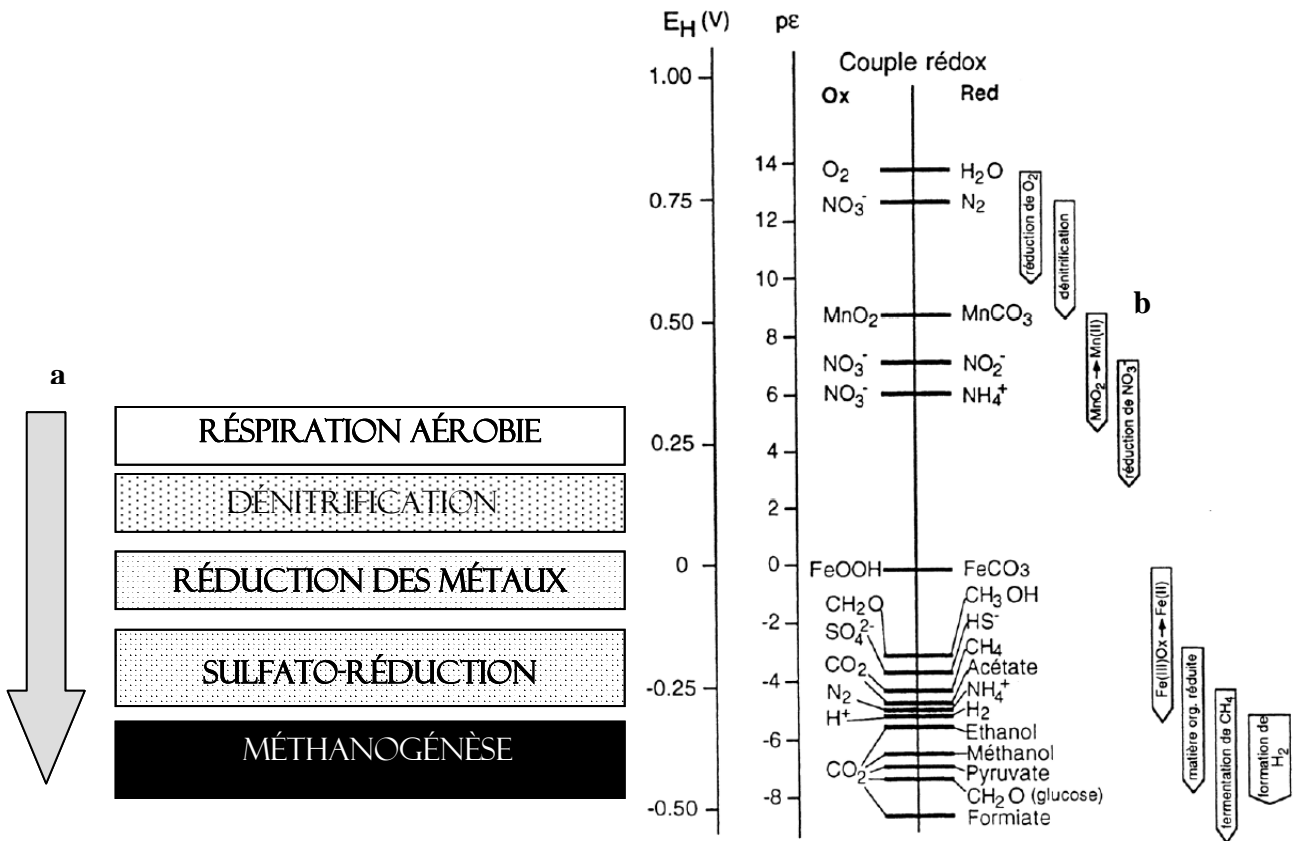 a
RÉSPIRATION AÉROBIE
DÉNITRIFICATION
RÉDUCTION DES MÉTAUX
SULFATO-RÉDUCTION
MÉTHANOGÉNÈSE
E_H (V)
pε
1.00
0.75
0.50
0.25
0
-0.25
-0.50
14
12
10
8
6
4
2
0
-2
-4
-6
-8
Couple rédox
Ox Red
O₂ H₂O
NO₃⁻ N₂
MnO₂ MnCO₃
NO₃⁻ NO₂⁻
NO₃⁻ NH₄⁺
FeOOH FeCO₃
CH₂O CH₃OH
SO₄²⁻ HS⁻
CO₂ CH₄
Acétate
N₂ NH₄⁺
H⁺ H₂
Ethanol
Méthanol
CO₂ Pyruvate
CH₂O (glucose)
Formiate
b
réduction de O₂
dénitrification
MnO₂ → Mn(II)
réduction de NO₃⁻
Fe(III)Ox → Fe(II)
matière org. réduite
fermentation de CH₄
formation de
H₂